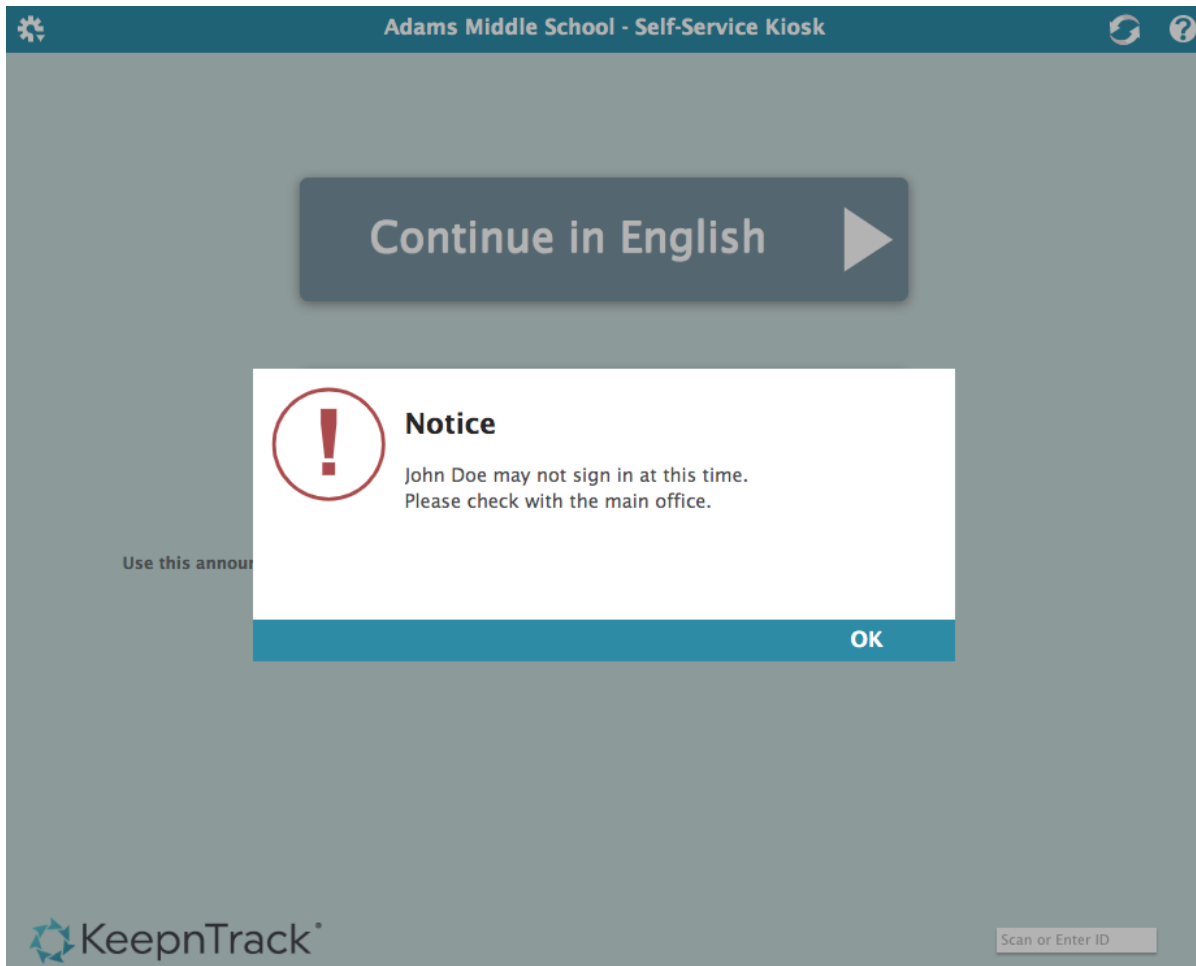 Adams Middle School - Self-Service Kiosk
Continue in English
Notice
John Doe may not sign in at this time.
Please check with the main office.
Use this
OK
KeepnTrack
Scan or Enter ID